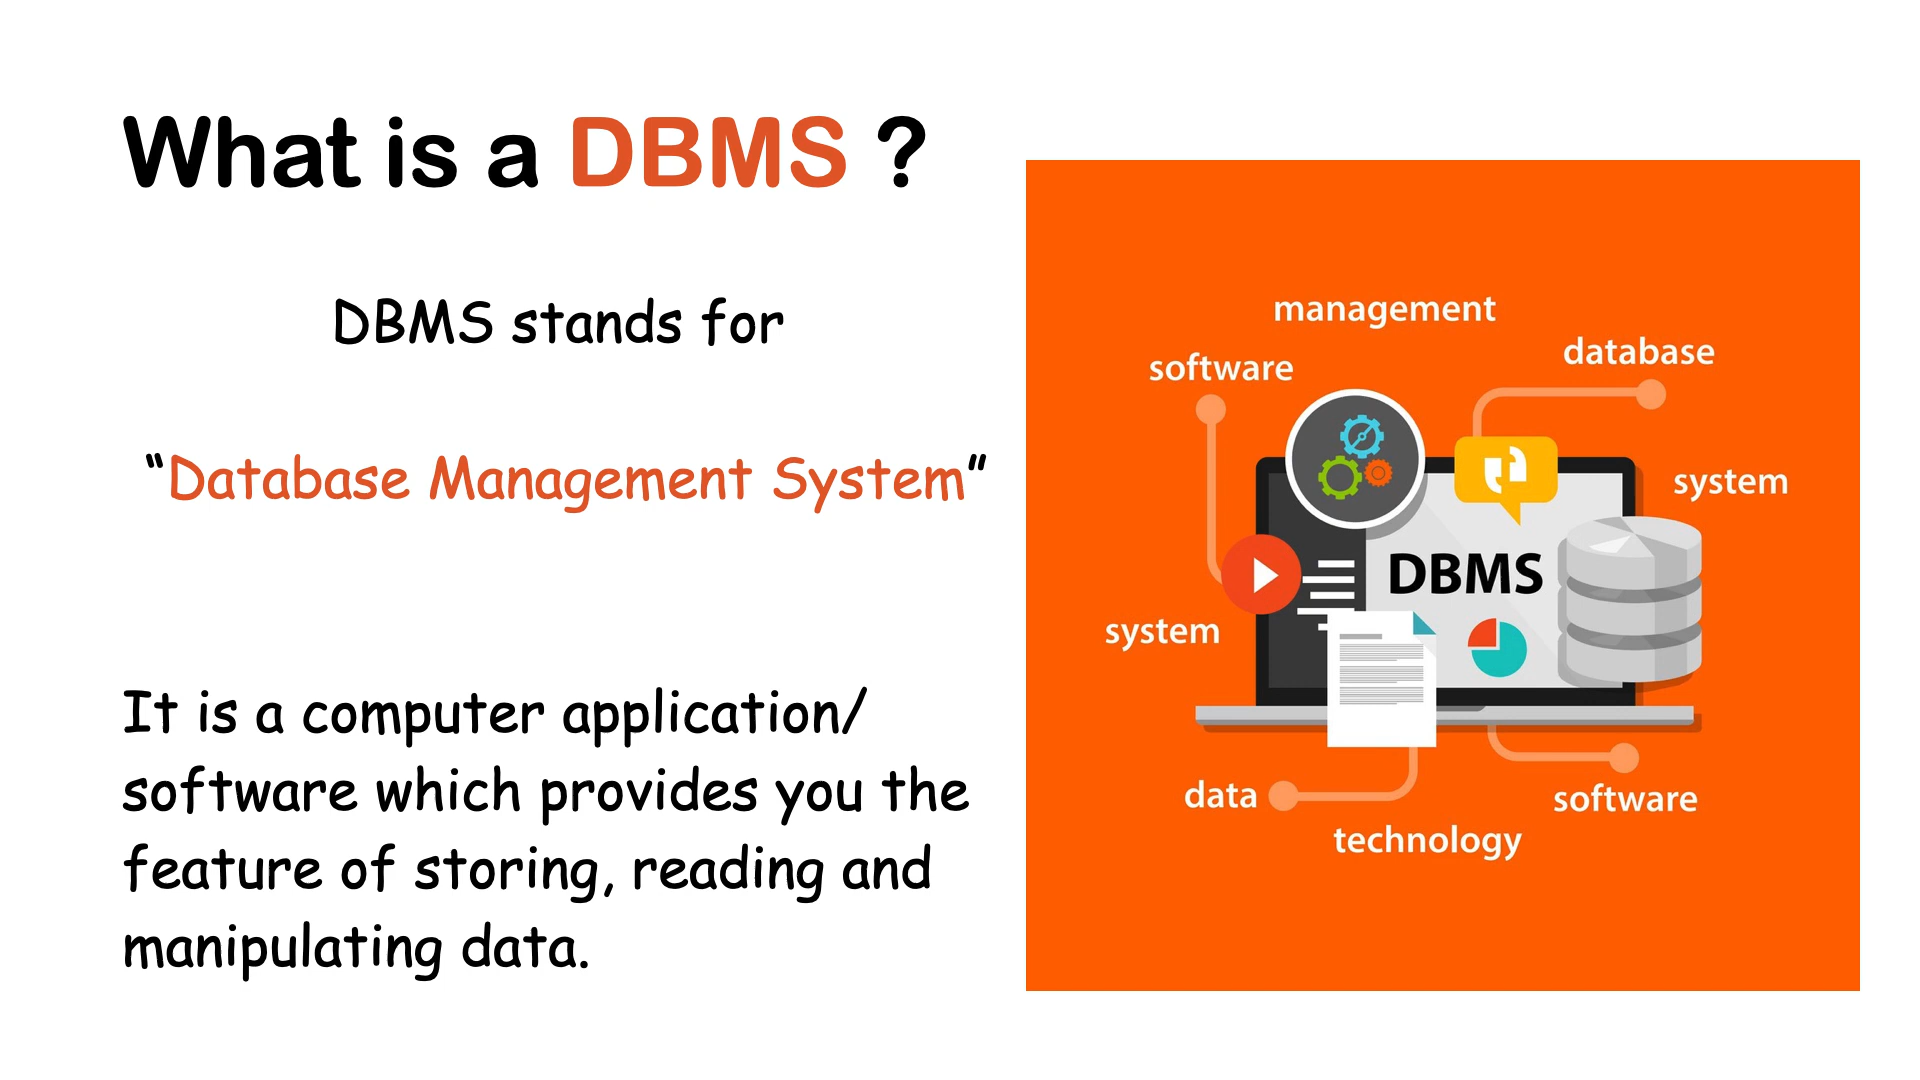 What is a DBMS ?
DBMS stands for
“Database Management System”
It is a computer application/
software which provides you the
feature of storing, reading and
manipulating data.
management
software
database
system
DBMS
system
data
software
technology